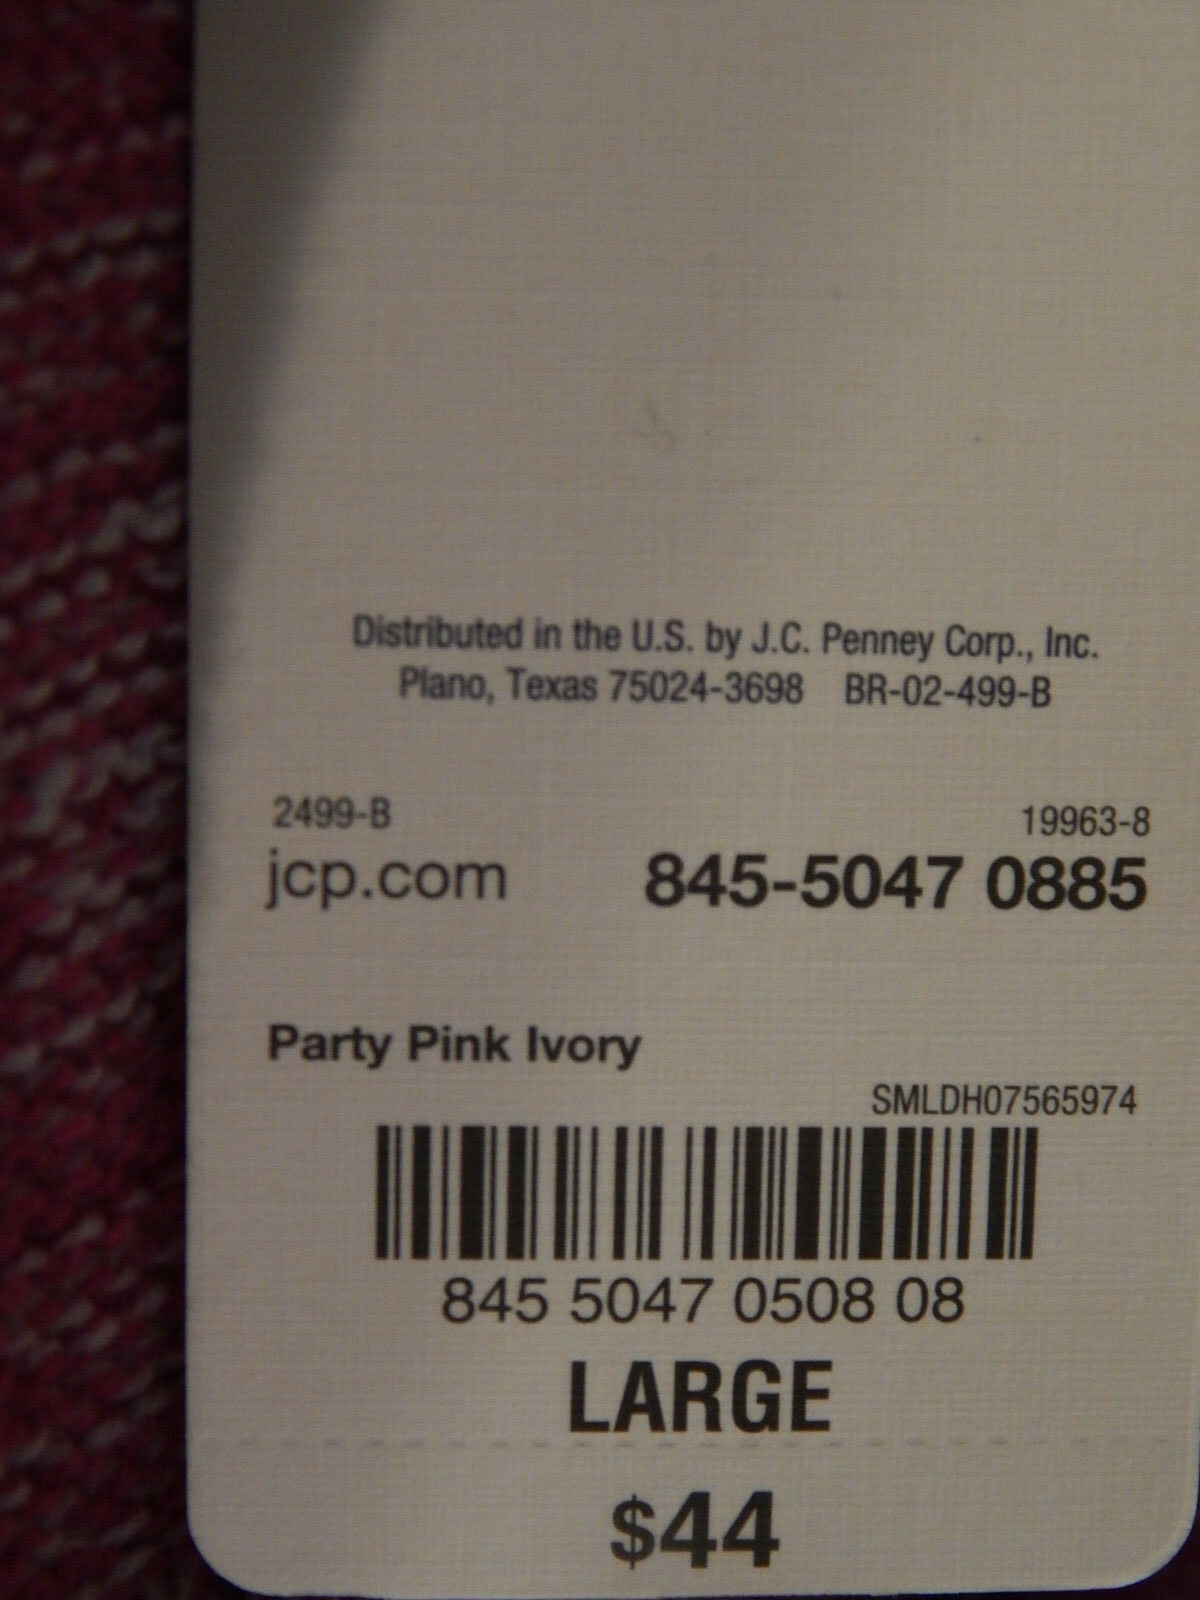 Distributed in the U.S. by J.C. Penney Corp., Inc.
Plano, Texas 75024-3698 BR-02-499-B
2499-B 19963-8
jcp.com 845-5047 0885
Party Pink Ivory
SMLDH07565974
845 5047 0508 08
LARGE
$44